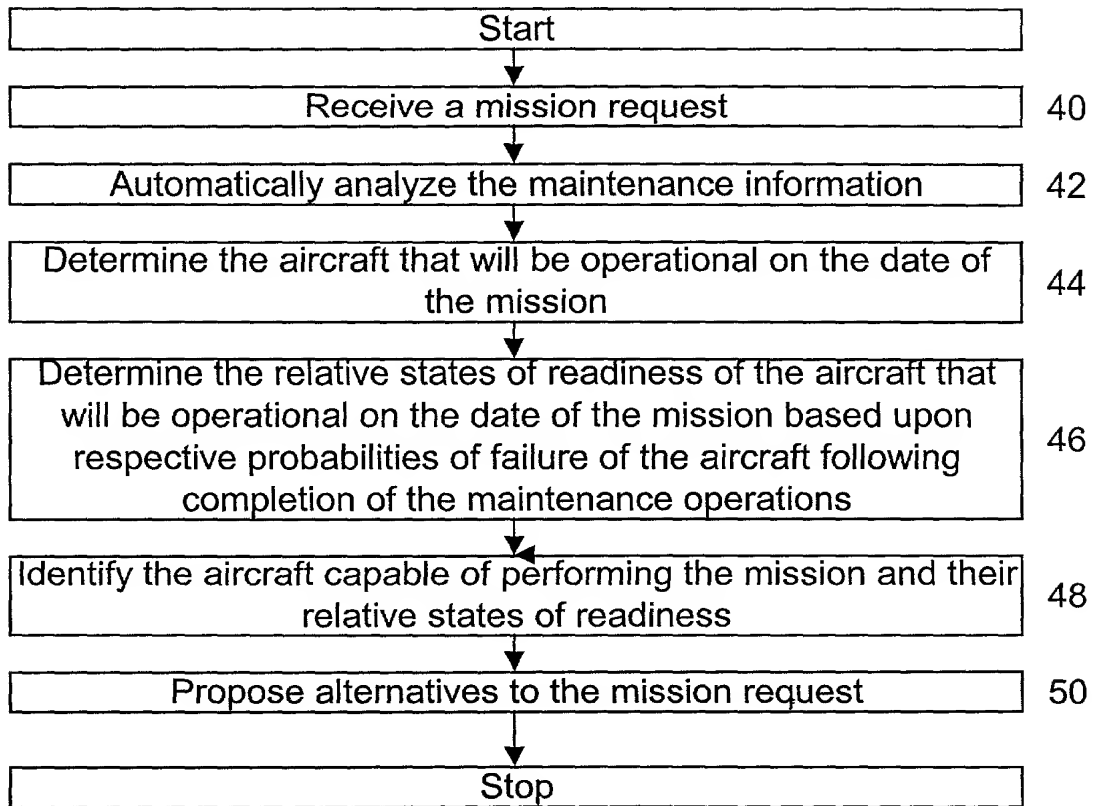 Start
Receive a mission request
40
Automatically analyze the maintenance information
42
Determine the aircraft that will be operational on the date of
the mission
44
Determine the relative states of readiness of the aircraft that
will be operational on the date of the mission based upon
respective probabilities of failure of the aircraft following
completion of the maintenance operations
46
Identify the aircraft capable of performing the mission and their
relative states of readiness
48
Propose alternatives to the mission request
50
Stop